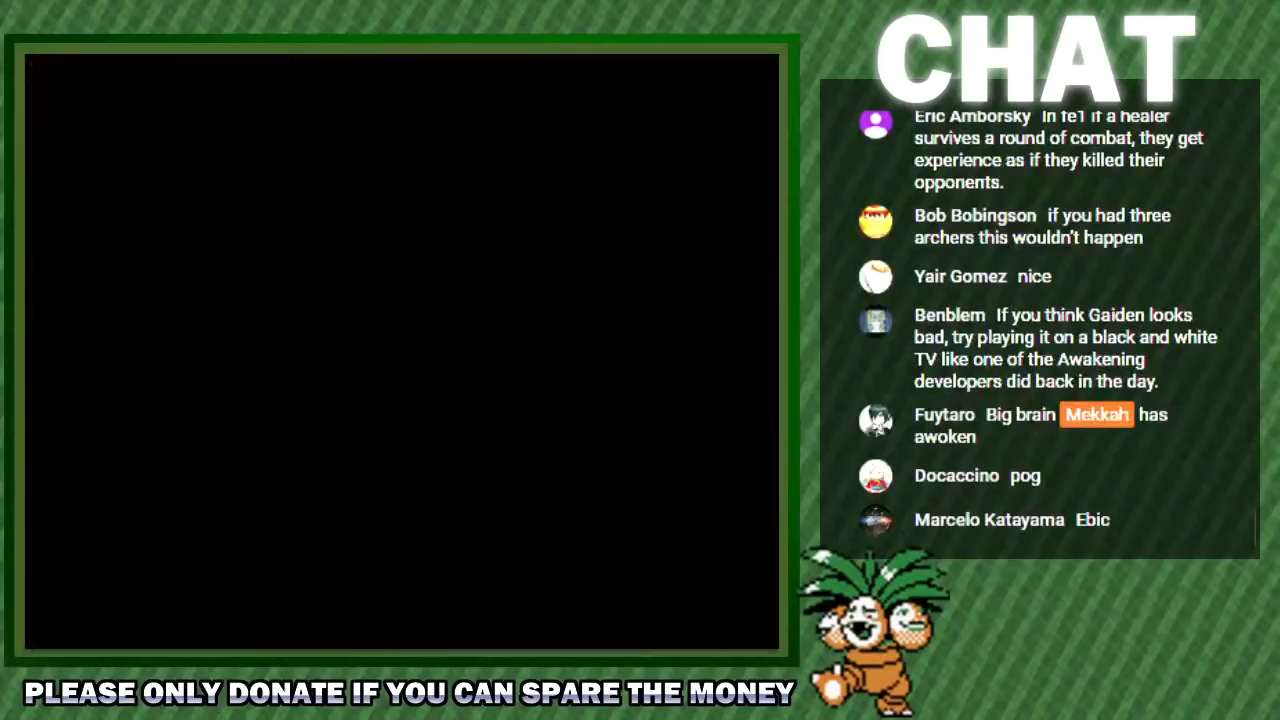 CHAT
Eric Amborsky In fe1 if a healer
survives a round of combat, they get
experience as if they killed their
opponents.
Bob Bobingson if you had three
archers this wouldn't happen
Yair Gomez nice
Benblem If you think Gaiden looks
bad, try playing it on a black and white
TV like one of the Awakening
developers did back in the day.
Fuytaro Big brain Mekkah has
awoken
Docaccino pog
Marcelo Katayama Ebic
PLEASE ONLY DONATE IF YOU CAN SPARE THE MONEY